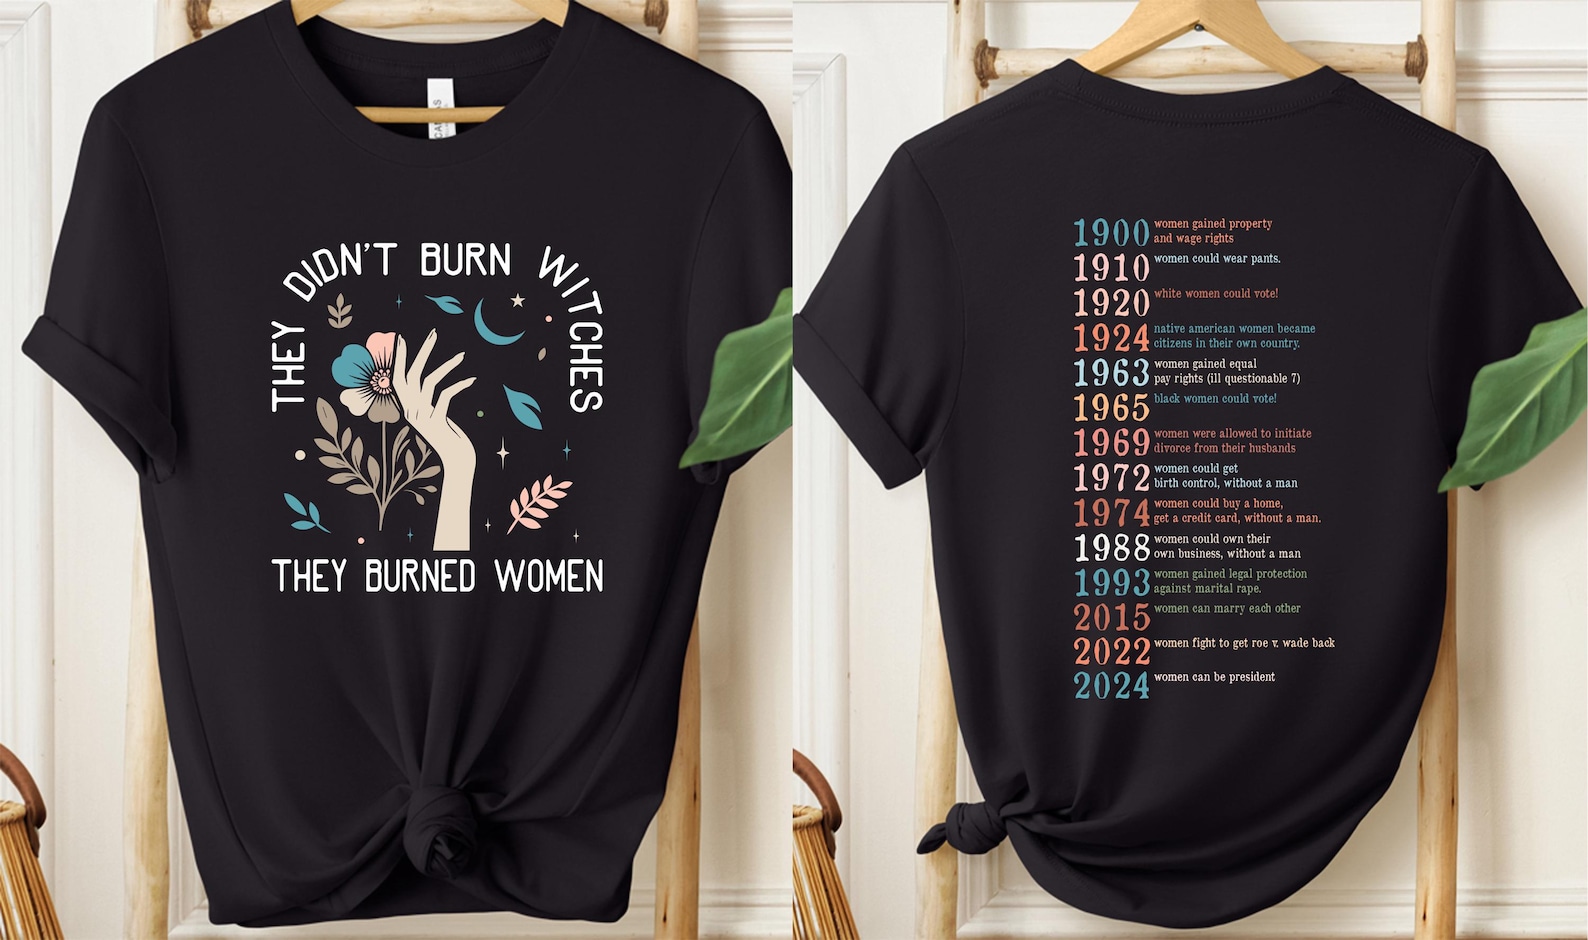 THEY DIDN'T BURN WITCHES
THEY BURNED WOMEN
1900 women gained property
and wage rights
1910 women could wear pants.
1920 white women could vote!
1924 native american women became
citizens in their own country.
1963 women gained equal
pay rights (ill questionable 7)
1965 black women could vote!
1969 women were allowed to initiate
divorce from their husbands
1972 women could get
birth control, without a man
1974 women could buy a home,
get a credit card, without a man.
1988 women could own their
own business, without a man
1993 women gained legal protection
against marital rape.
2015 women can marry each other
2022 women fight to get roe v. wade back
2024 women can be president